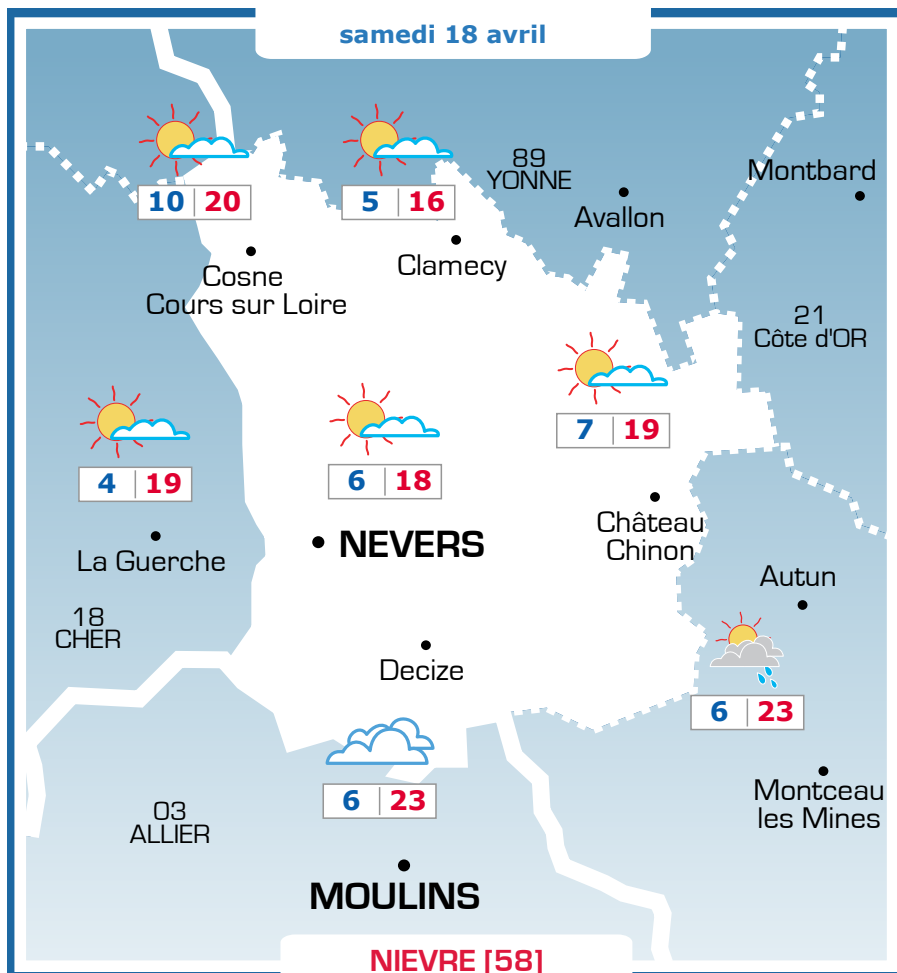 samedi 18 avril
10 20
5 16
89
YONNE
Avallon
Montbard
Cosne
Cours sur Loire
Clamecy
21
Côte d'OR
7 19
4 19
6 18
La Guerche
NEVERS
Château
Chinon
Autun
18
CHER
Decize
6 23
6 23
03
ALLIER
Montceau
les Mines
MOULINS
NIEVRE [58]